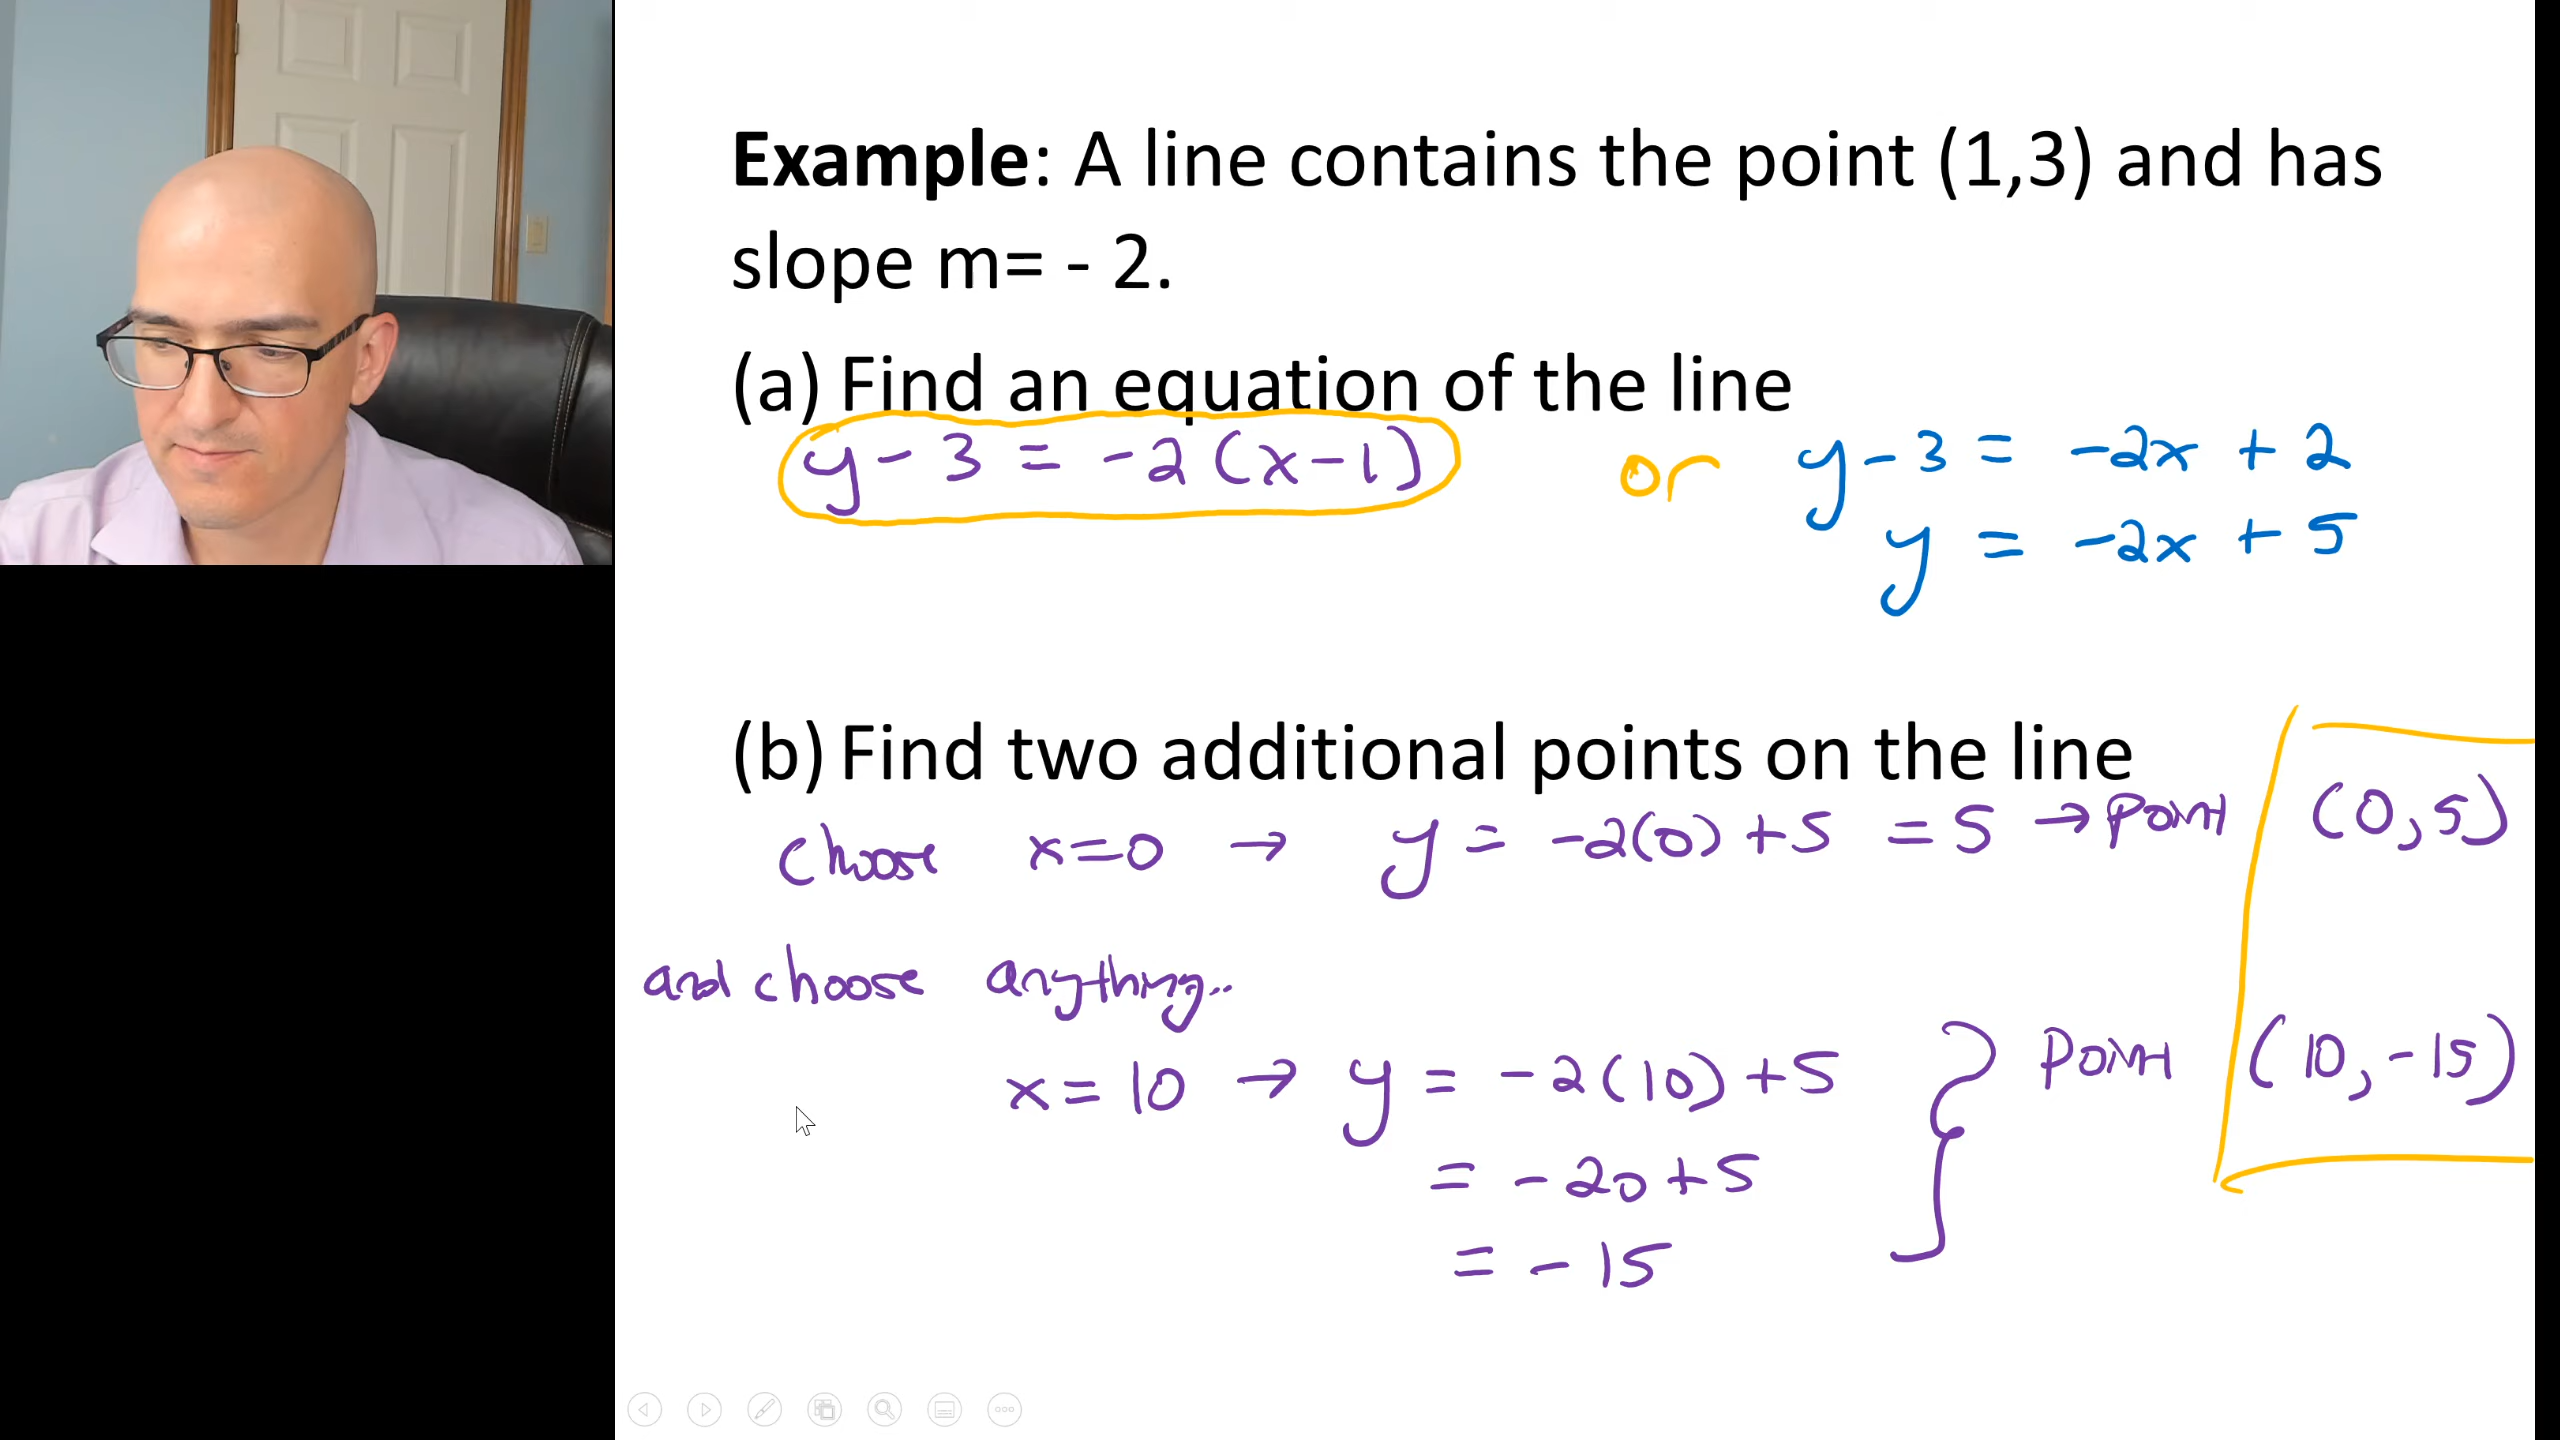 Example: A line contains the point (1,3) and has
slope m= - 2.
(a) Find an equation of the line
y - 3 = -2 (x-1) or y - 3 = -2x + 2
y = -2x + 5
(b) Find two additional points on the line
choose x=0 → y = -2(0) +5 = 5 → point (0,5)
and choose anything..
x = 10 → y = -2(10) +5 } point (10,-15)
= -20+5
= -15